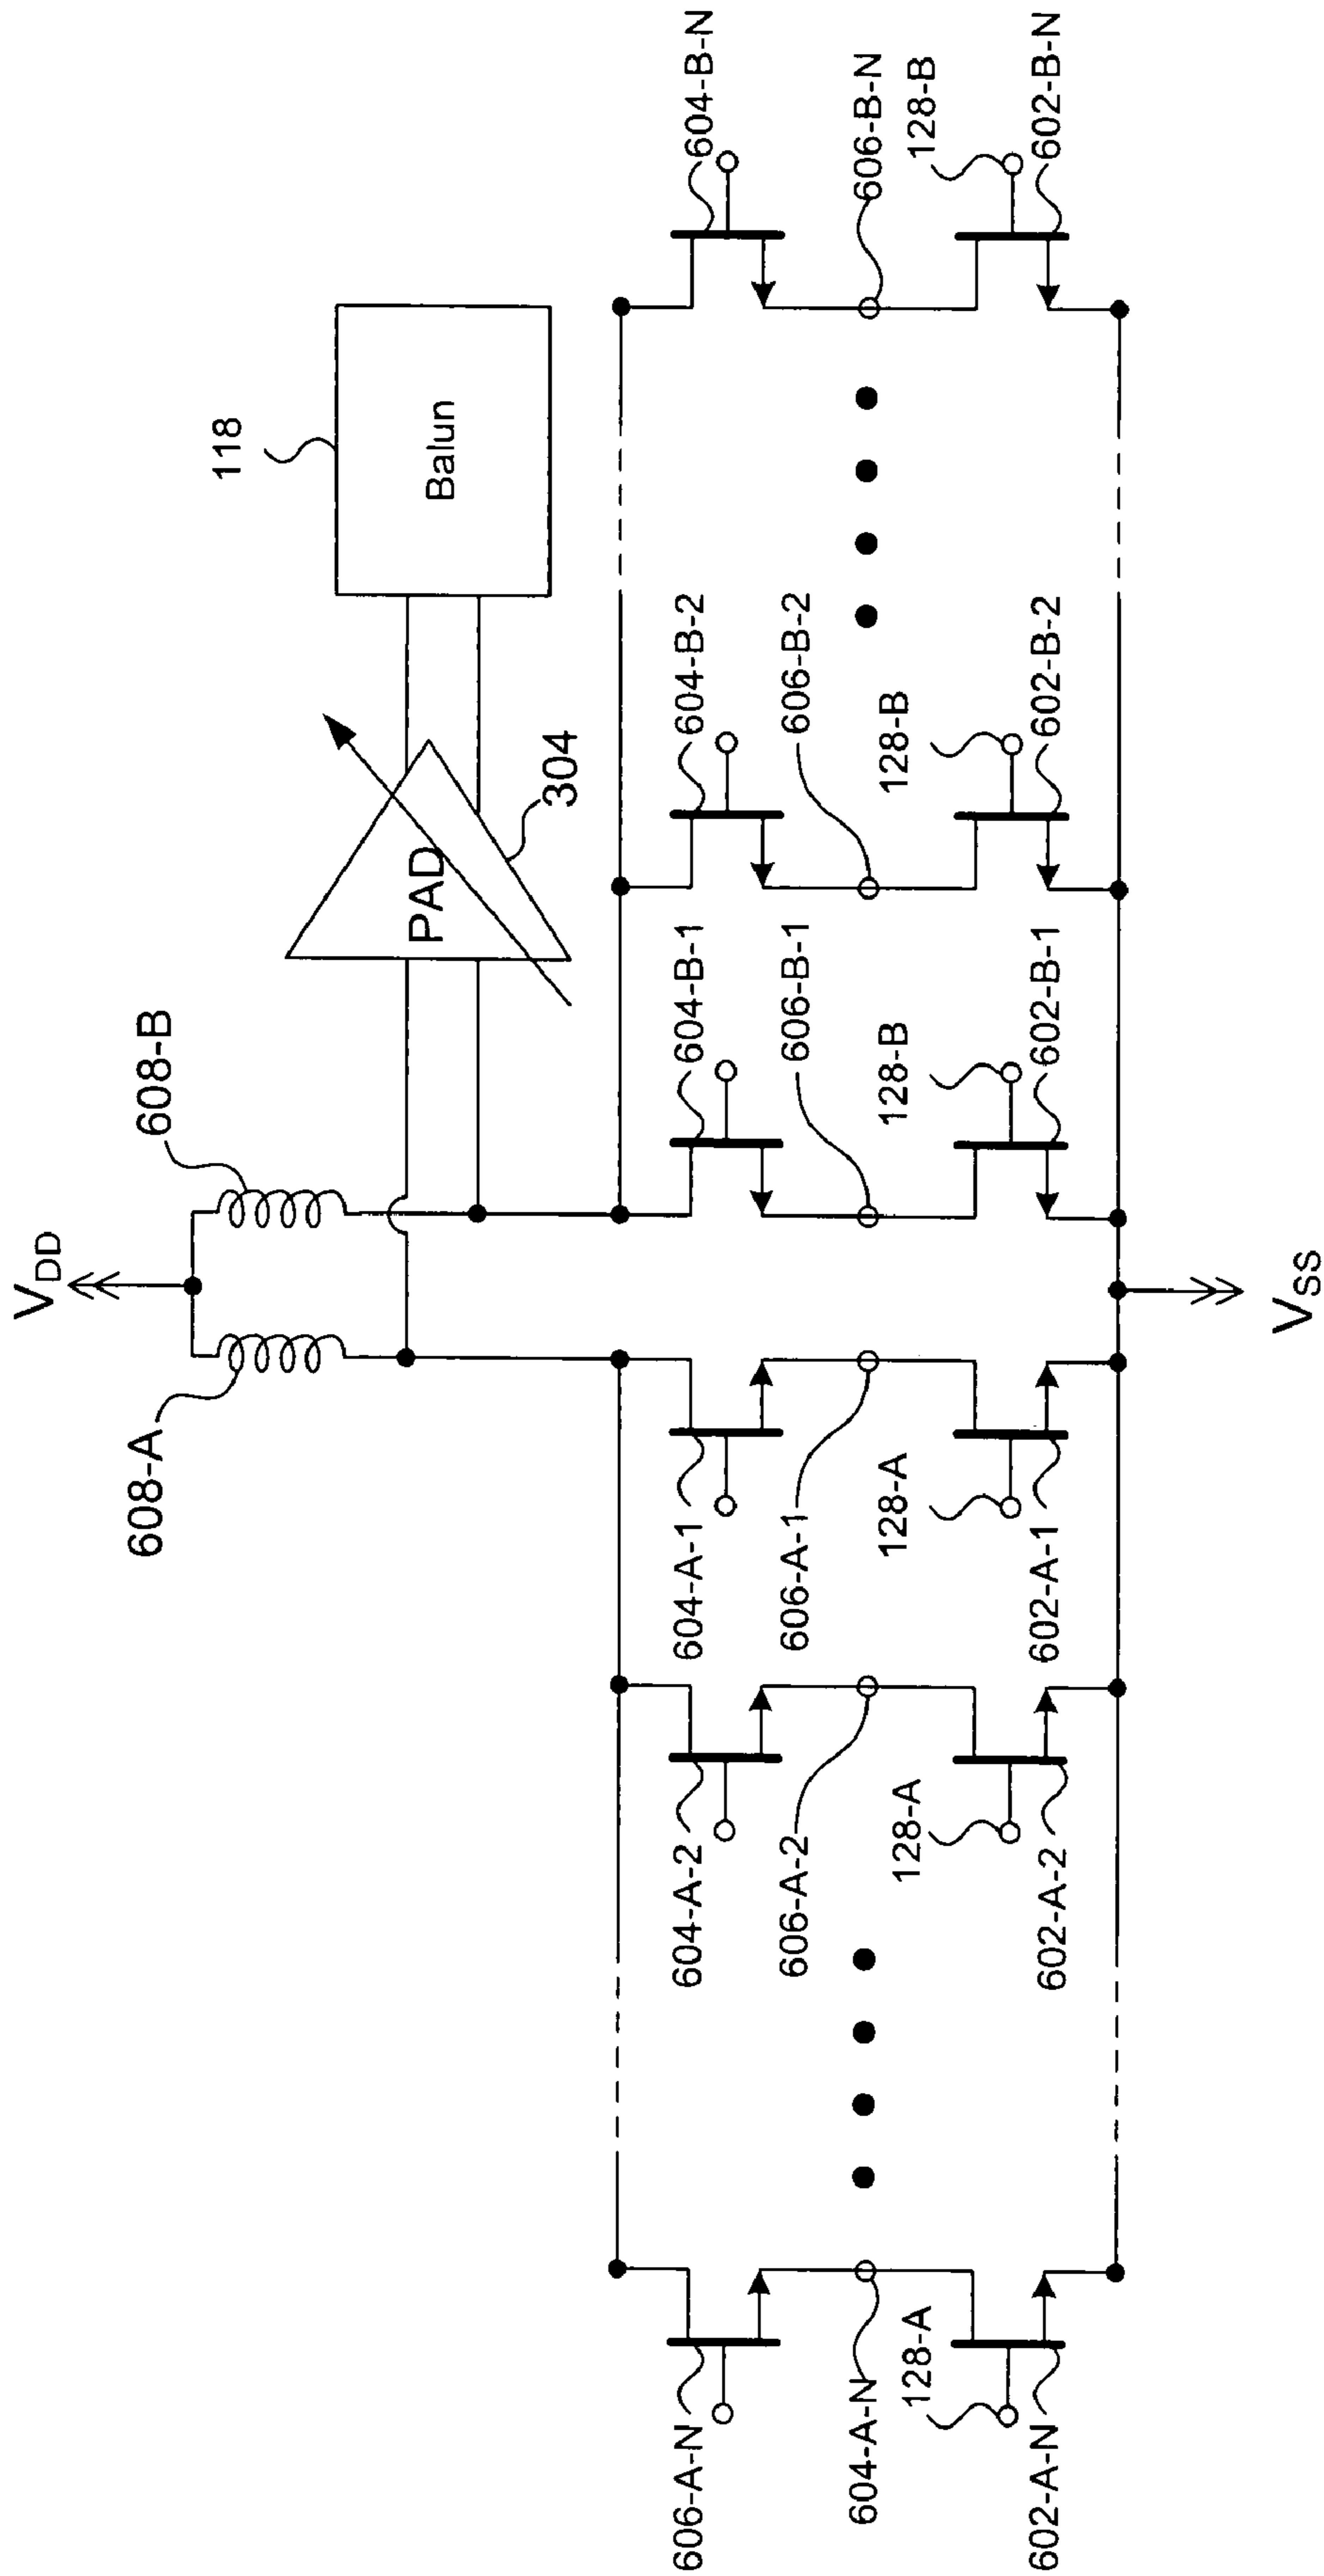 V_DD
608-A
608-B
118
Balun
PAD
304
606-A-N
604-A-2
604-A-1
604-B-1
604-B-2
604-B-N
604-A-N
606-A-2
606-A-1
606-B-1
606-B-2
606-B-N
128-A
128-A
128-A
128-B
128-B
128-B
602-A-N
602-A-2
602-A-1
602-B-1
602-B-2
602-B-N
V_SS